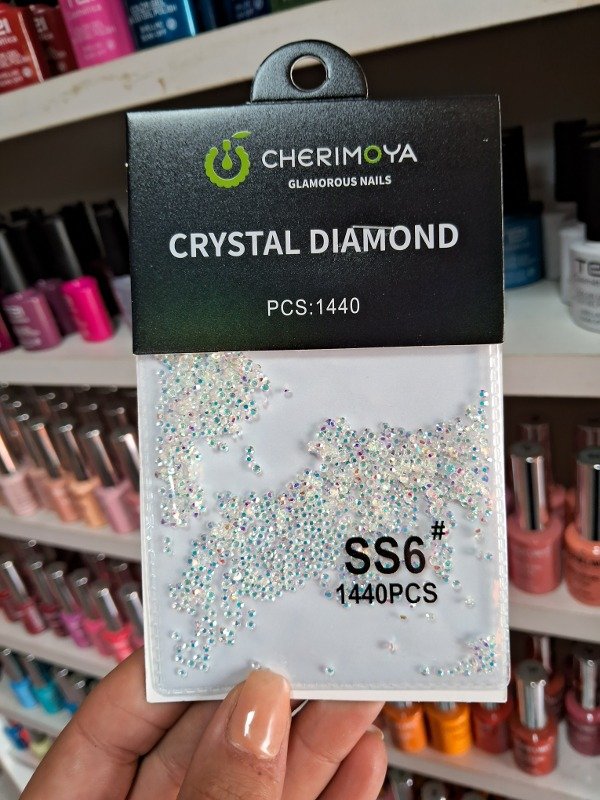 CHERIMOYA
GLAMOROUS NAILS
CRYSTAL DIAMOND
PCS:1440
SS6#
1440PCS